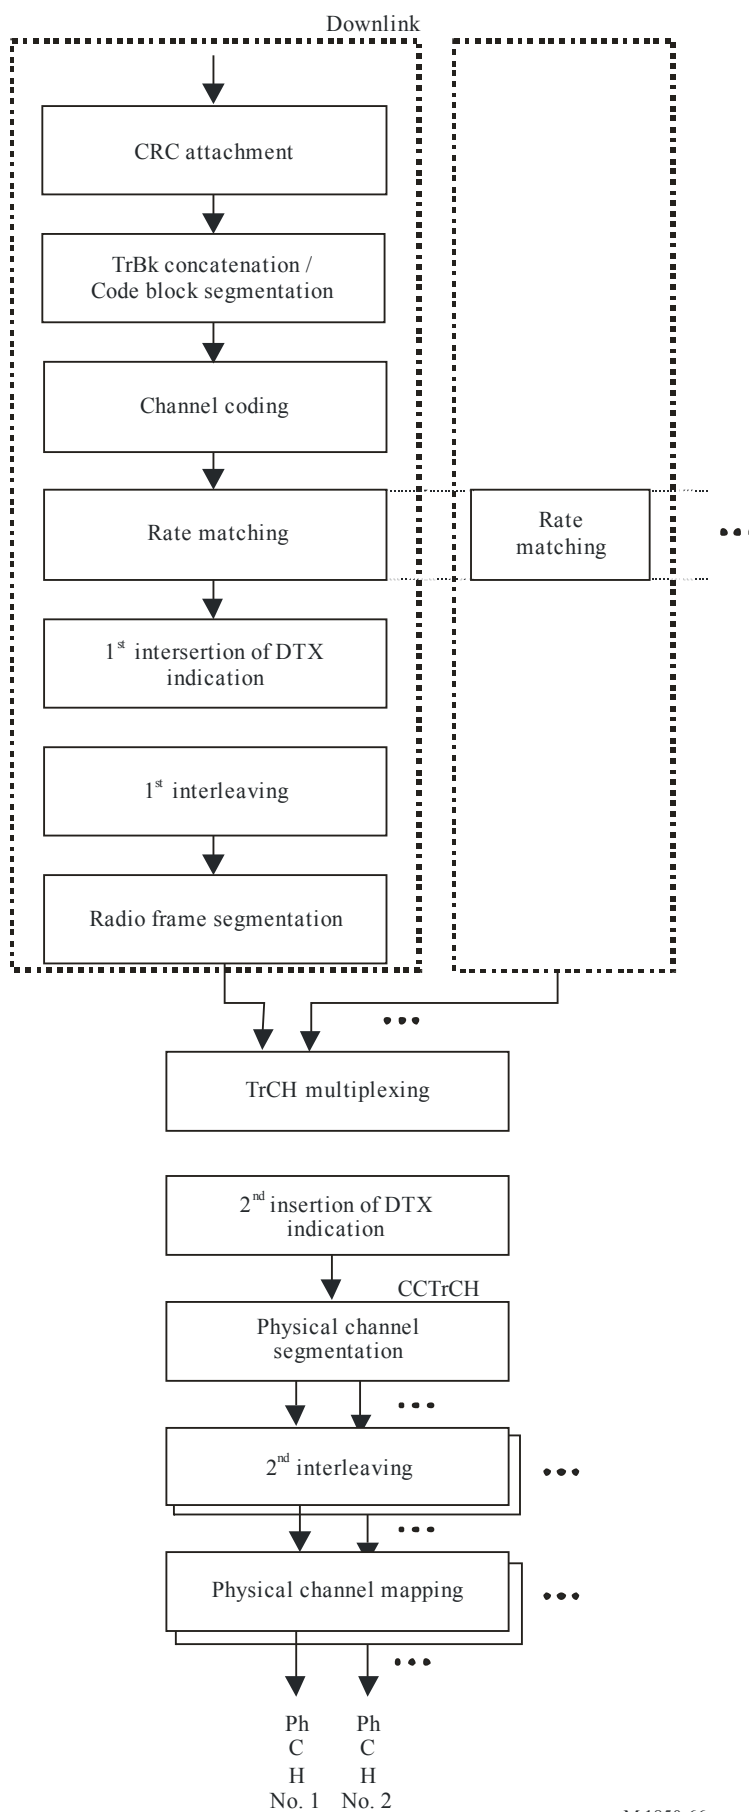 Downlink
CRC attachment
TrBk concatenation /
Code block segmentation
Channel coding
Rate matching
Rate
matching
1st intersertion of DTX
indication
1st interleaving
Radio frame segmentation
TrCH multiplexing
2nd insertion of DTX
indication
CCTrCH
Physical channel
segmentation
2nd interleaving
Physical channel mapping
Ph
C
H
No. 1
Ph
C
H
No. 2